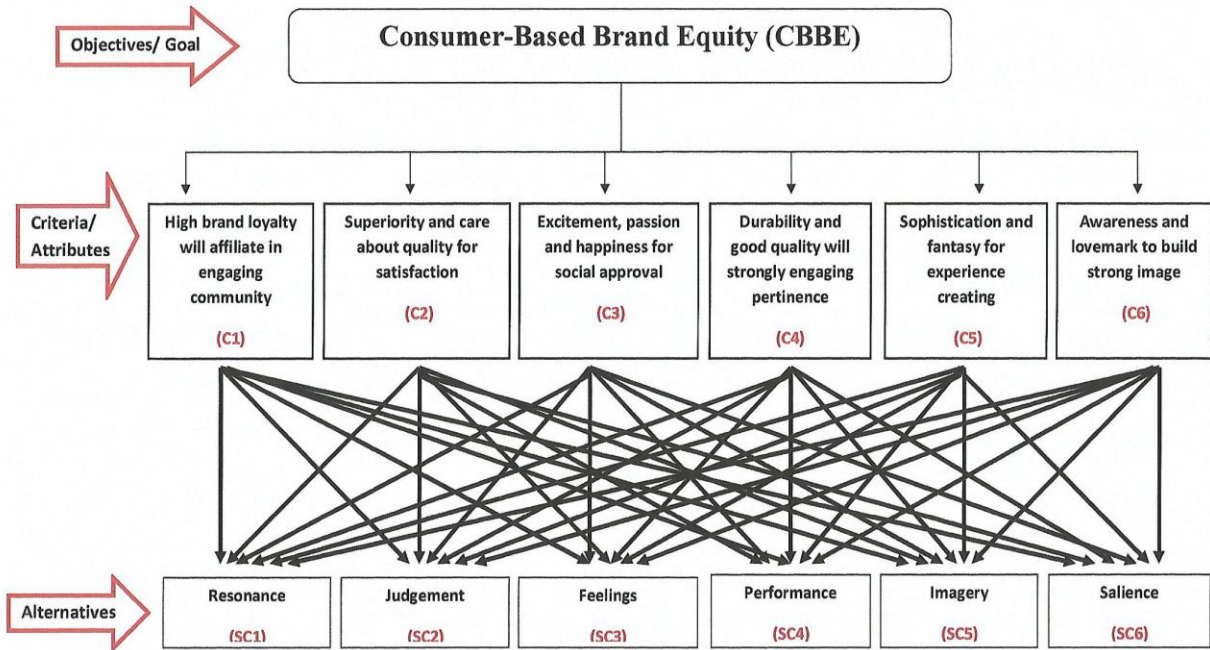 Objectives/ Goal
Consumer-Based Brand Equity (CBBE)
Criteria/
Attributes
High brand loyalty
will affiliate in
engaging
community
(C1)
Superiority and care
about quality for
satisfaction
(C2)
Excitement, passion
and happiness for
social approval
(C3)
Durability and
good quality will
strongly engaging
pertinence
(C4)
Sophistication and
fantasy for
experience
creating
(C5)
Awareness and
lovemark to build
strong image
(C6)
Alternatives
Resonance
(SC1)
Judgement
(SC2)
Feelings
(SC3)
Performance
(SC4)
Imagery
(SC5)
Salience
(SC6)